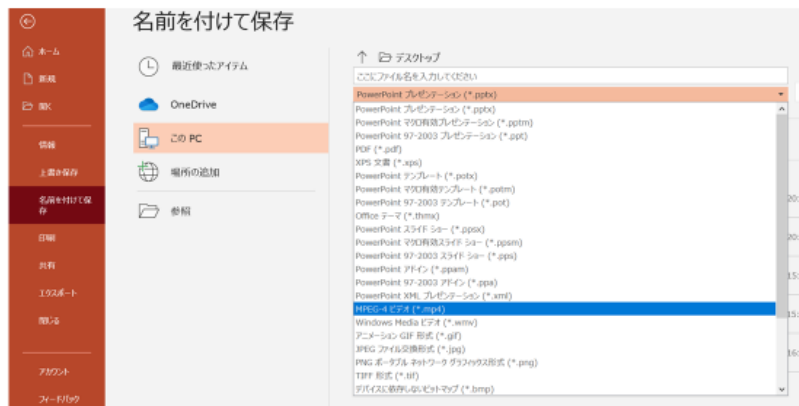 名前を付けて保存
ホーム
新規
開く
情報
上書き保存
名前を付けて保
存
印刷
共有
エクスポート
閉じる
アカウント
フィードバック
最近使ったアイテム
OneDrive
この PC
場所の追加
参照
デスクトップ
ここにファイル名を入力してください
PowerPoint プレゼンテーション (*.pptx)
PowerPoint プレゼンテーション (*.pptx)
PowerPoint マクロ有効プレゼンテーション (*.pptm)
PowerPoint 97-2003 プレゼンテーション (*.ppt)
PDF (*.pdf)
XPS 文書 (*.xps)
PowerPoint テンプレート (*.potx)
PowerPoint マクロ有効テンプレート (*.potm)
PowerPoint 97-2003 テンプレート (*.pot)
Office テーマ (*.thmx)
PowerPoint スライド ショー (*.ppsx)
PowerPoint マクロ有効スライド ショー (*.ppsm)
PowerPoint 97-2003 スライド ショー (*.pps)
PowerPoint アドイン (*.ppam)
PowerPoint 97-2003 アドイン (*.ppa)
PowerPoint XML プレゼンテーション (*.xml)
MPEG-4 ビデオ (*.mp4)
Windows Media ビデオ (*.wmv)
アニメーション GIF 形式 (*.gif)
JPEG ファイル交換形式 (*.jpg)
PNG ポータブル ネットワーク グラフィックス形式 (*.png)
TIFF 形式 (*.tif)
デバイスに依存しないビットマップ (*.bmp)
20:
20:
15:
15:
16: